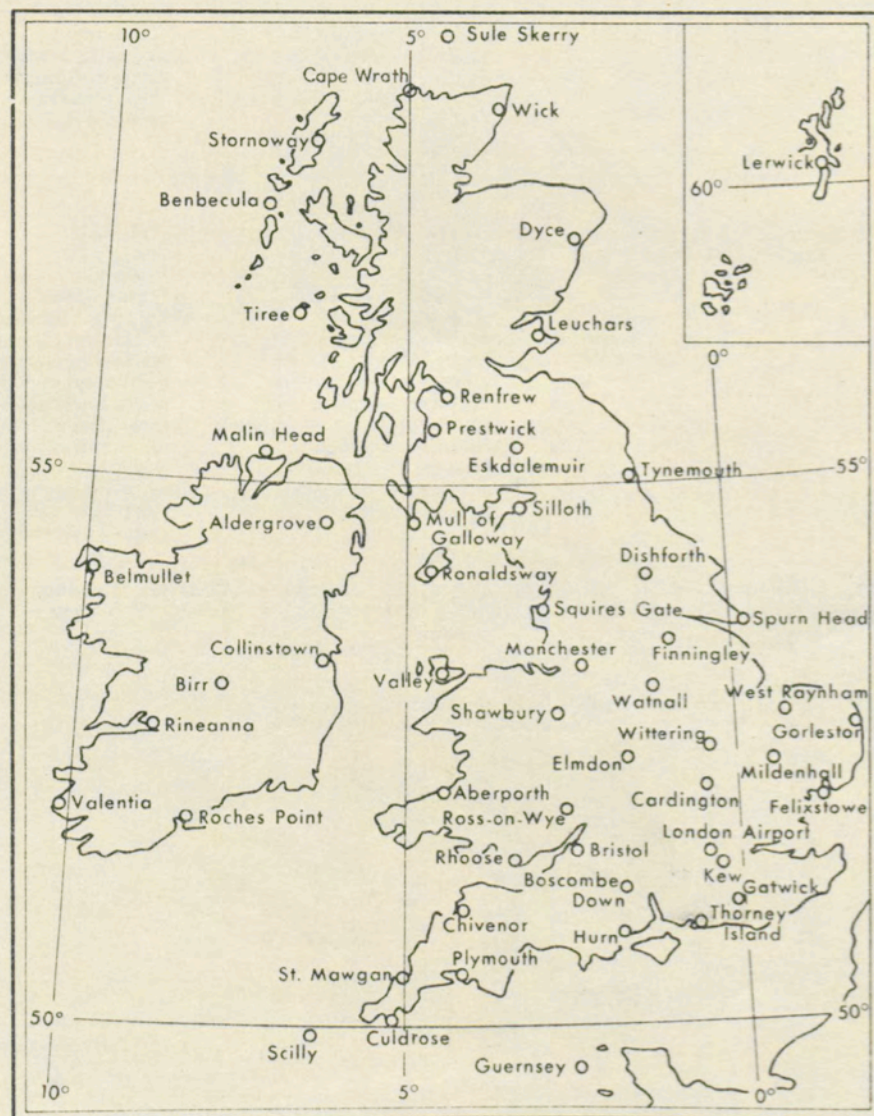 10°
5°
Sule Skerry
Cape Wrath
Wick
Stornoway
Lerwick
60°
Benbecula
Dyce
Tiree
Leuchars
0°
Renfrew
Malin Head
Prestwick
Eskdalemuir
55°
Tynemouth
55°
Aldergrove
Mull of
Galloway
Silloth
Belmullet
Ronaldsway
Dishforth
Squires Gate
Spurn Head
Collinstown
Manchester
Finningley
Birr
Valley
Watnall
West Raynham
Rineanna
Shawbury
Wittering
Gorlestor
Elmdon
Mildenhall
Valentia
Aberporth
Cardington
Felixstowe
Roches Point
Ross-on-Wye
London Airport
Rhoose
Bristol
Kew
Boscombe
Down
Gatwick
Chivenor
Hurn
Thorney
Island
St. Mawgan
Plymouth
50°
50°
Scilly
Culdrose
Guernsey
10°
5°
0°